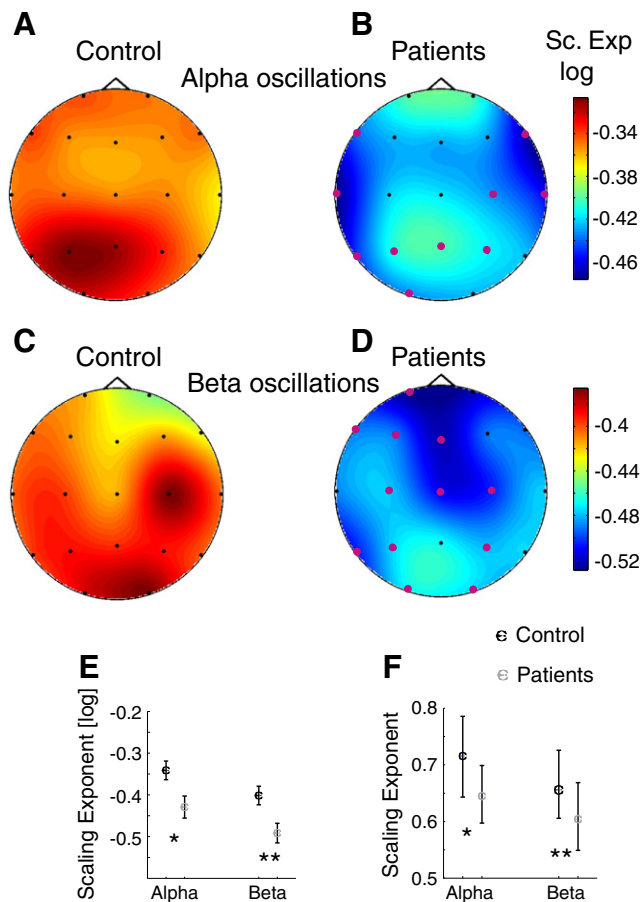 A
B
Control
Patients
Sc. Exp
log
Alpha oscillations
-0.34
-0.38
-0.42
-0.46
C
D
Control
Patients
Beta oscillations
-0.4
-0.44
-0.48
-0.52
Control
Patients
E
F
Scaling Exponent [log]
-0.2
-0.3
-0.4
-0.5
*
**
Alpha
Beta
Scaling Exponent
0.8
0.7
0.6
0.5
*
**
Alpha
Beta